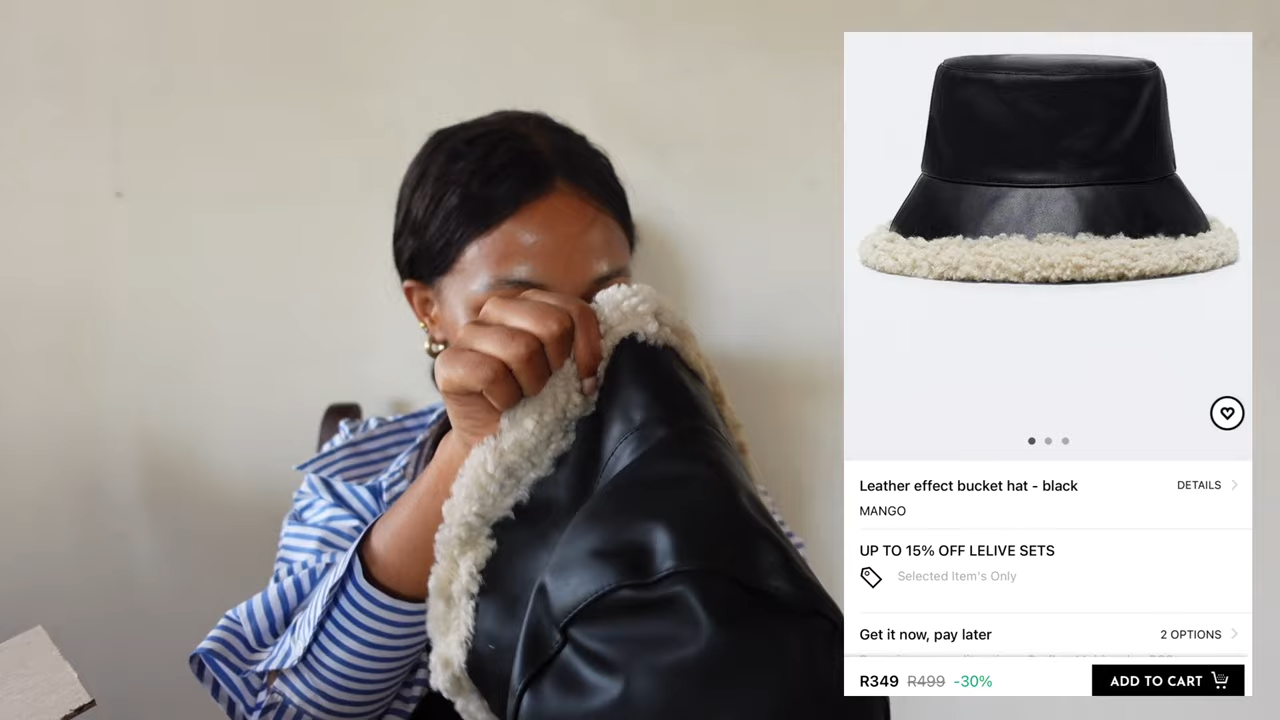 Leather effect bucket hat - black
DETAILS
MANGO
UP TO 15% OFF LELIVE SETS
Selected Item's Only
Get it now, pay later
2 OPTIONS
R349 R499 -30%
ADD TO CART